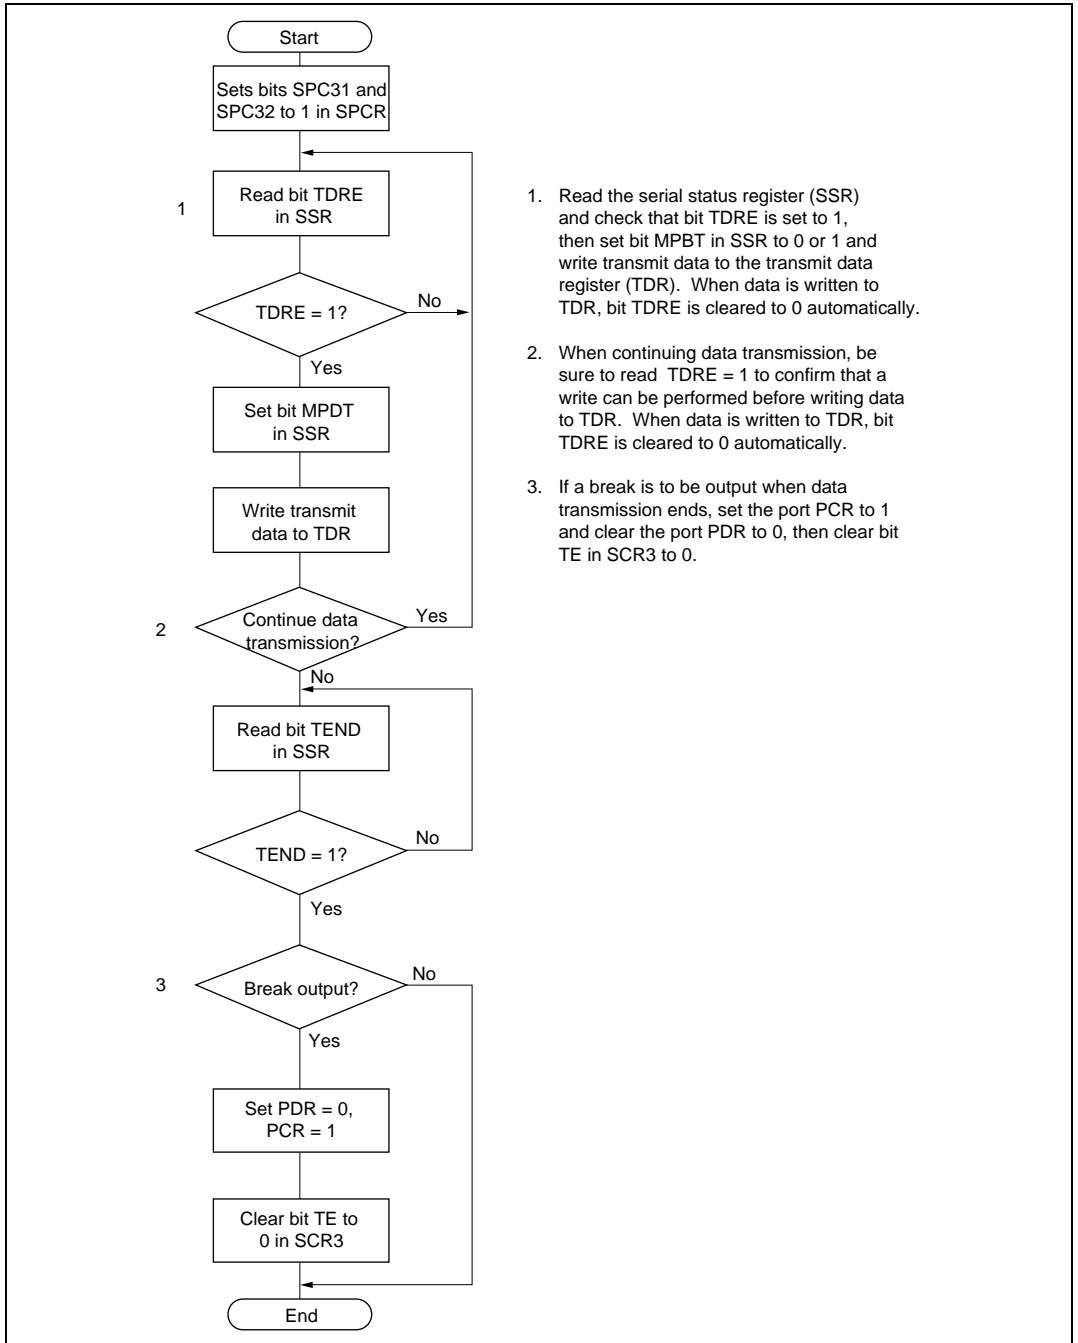 Start
Sets bits SPC31 and
SPC32 to 1 in SPCR
1
Read bit TDRE
in SSR
TDRE = 1?
No
Yes
Set bit MPDT
in SSR
Write transmit
data to TDR
2
Continue data
transmission?
Yes
No
Read bit TEND
in SSR
TEND = 1?
No
Yes
3
Break output?
No
Yes
Set PDR = 0,
PCR = 1
Clear bit TE to
0 in SCR3
End
1. Read the serial status register (SSR)
and check that bit TDRE is set to 1,
then set bit MPBT in SSR to 0 or 1 and
write transmit data to the transmit data
register (TDR). When data is written to
TDR, bit TDRE is cleared to 0 automatically.
2. When continuing data transmission, be
sure to read TDRE = 1 to confirm that a
write can be performed before writing data
to TDR. When data is written to TDR, bit
TDRE is cleared to 0 automatically.
3. If a break is to be output when data
transmission ends, set the port PCR to 1
and clear the port PDR to 0, then clear bit
TE in SCR3 to 0.